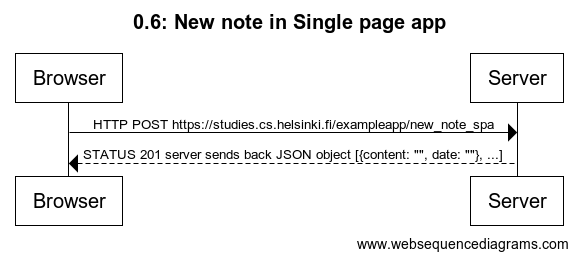 0.6: New note in Single page app
Browser
Server
HTTP POST https://studies.cs.helsinki.fi/exampleapp/new_note_spa
STATUS 201 server sends back JSON object [{content: "", date: ""}, ...]
Browser
Server
www.websequencediagrams.com